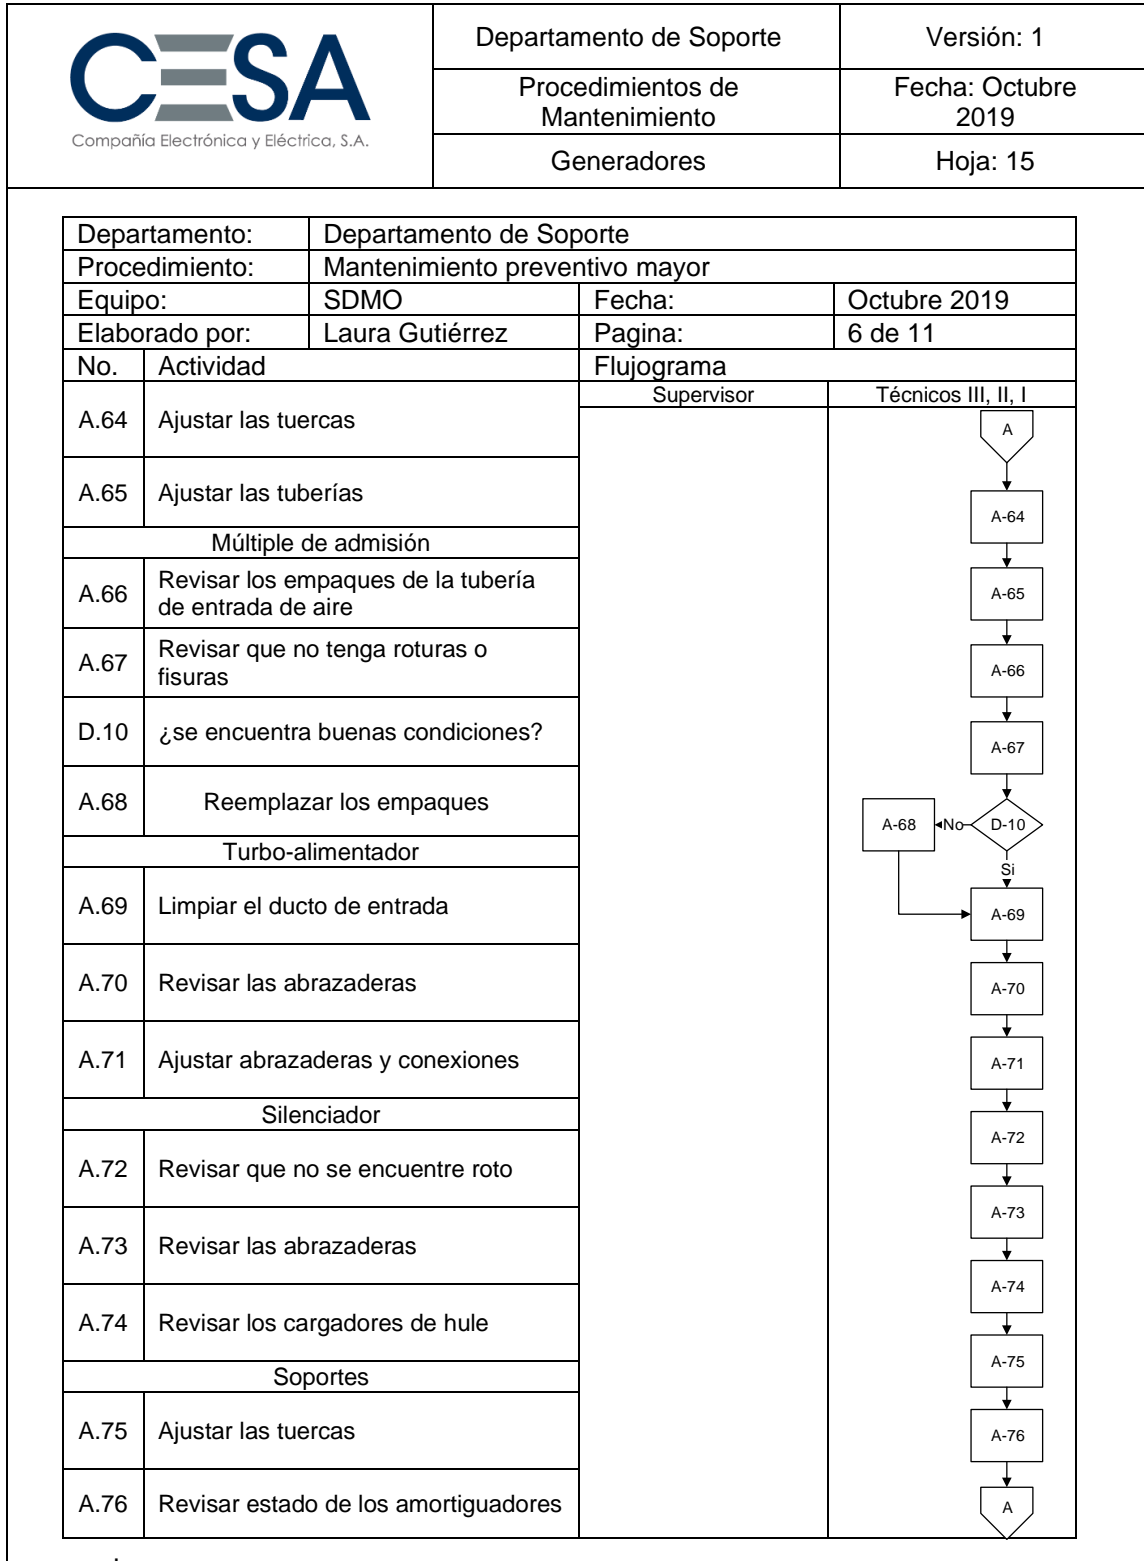 CESA
Compañía Electrónica y Eléctrica, S.A.
Departamento de Soporte
Versión: 1
Procedimientos de
Mantenimiento
Fecha: Octubre
2019
Generadores
Hoja: 15
Departamento:
Departamento de Soporte
Procedimiento:
Mantenimiento preventivo mayor
Equipo:
SDMO
Fecha:
Octubre 2019
Elaborado por:
Laura Gutiérrez
Pagina:
6 de 11
No.
Actividad
Flujograma
Supervisor
Técnicos III, II, I
A.64
Ajustar las tuercas
A.65
Ajustar las tuberías
Múltiple de admisión
A.66
Revisar los empaques de la tubería
de entrada de aire
A.67
Revisar que no tenga roturas o
fisuras
D.10
¿se encuentra buenas condiciones?
A.68
Reemplazar los empaques
Turbo-alimentador
A.69
Limpiar el ducto de entrada
A.70
Revisar las abrazaderas
A.71
Ajustar abrazaderas y conexiones
Silenciador
A.72
Revisar que no se encuentre roto
A.73
Revisar las abrazaderas
A.74
Revisar los cargadores de hule
Soportes
A.75
Ajustar las tuercas
A.76
Revisar estado de los amortiguadores
A
A-64
A-65
A-66
A-67
A-68
No
D-10
Si
A-69
A-70
A-71
A-72
A-73
A-74
A-75
A-76
A